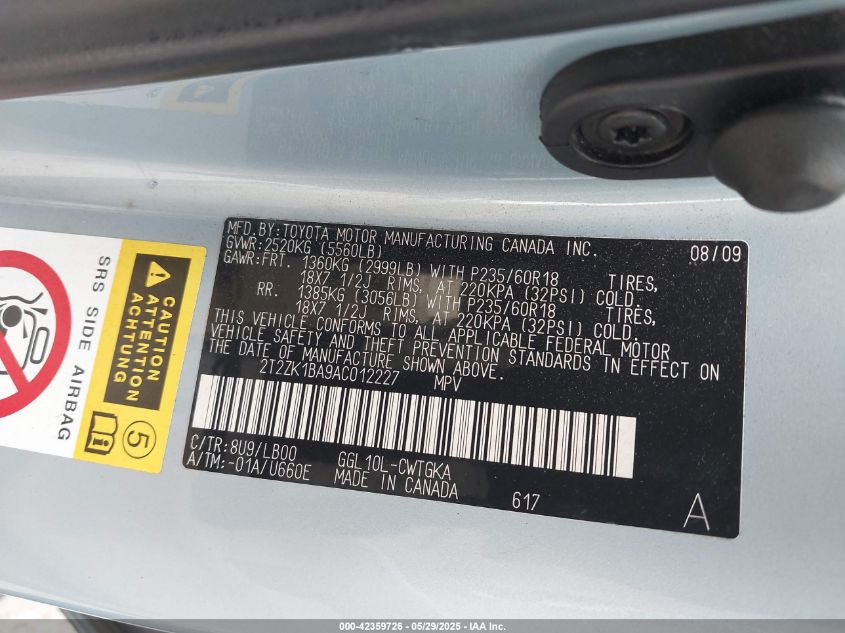 MFD. BY: TOYOTA MOTOR MANUFACTURING CANADA INC. 08/09
GVWR: 2520KG (5560LB)
GAWR: FRT. 1360KG (2999LB) WITH P235/60R18 TIRES,
18X7 1/2J RIMS, AT 220KPA (32PSI) COLD.
RR. 1385KG (3056LB) WITH P235/60R18 TIRES,
18X7 1/2J RIMS, AT 220KPA (32PSI) COLD.
THIS VEHICLE CONFORMS TO ALL APPLICABLE FEDERAL MOTOR
VEHICLE SAFETY AND THEFT PREVENTION STANDARDS IN EFFECT ON
THE DATE OF MANUFACTURE SHOWN ABOVE.
2T2ZK1BA9AC012227 MPV
C/TR: 8U9/LB00 GGL10L-CWTGKA
A/TM: -01A/U660E MADE IN CANADA 617 A
SRS SIDE AIRBAG
CAUTION
ATTENTION
ACHTUNG
i 5
000-42359726 - 05/29/2025 - IAA Inc.